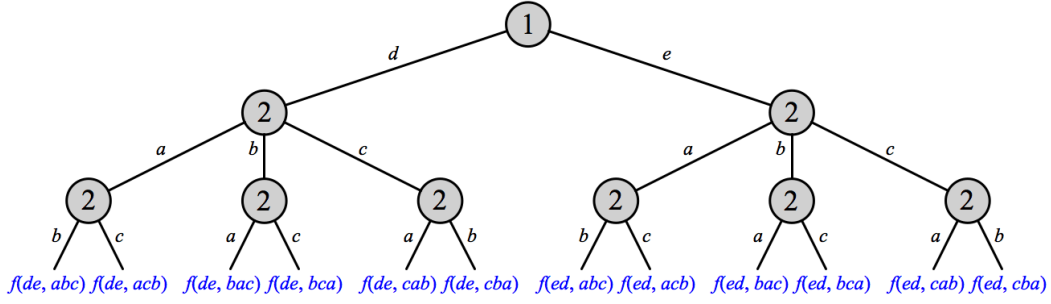 1
d e
2 2
a b c a b c
2 2 2 2 2 2
b c a c a b b c a c a b
f(de, abc) f(de, acb) f(de, bac) f(de, bca) f(de, cab) f(de, cba) f(ed, abc) f(ed, acb) f(ed, bac) f(ed, bca) f(ed, cab) f(ed, cba)